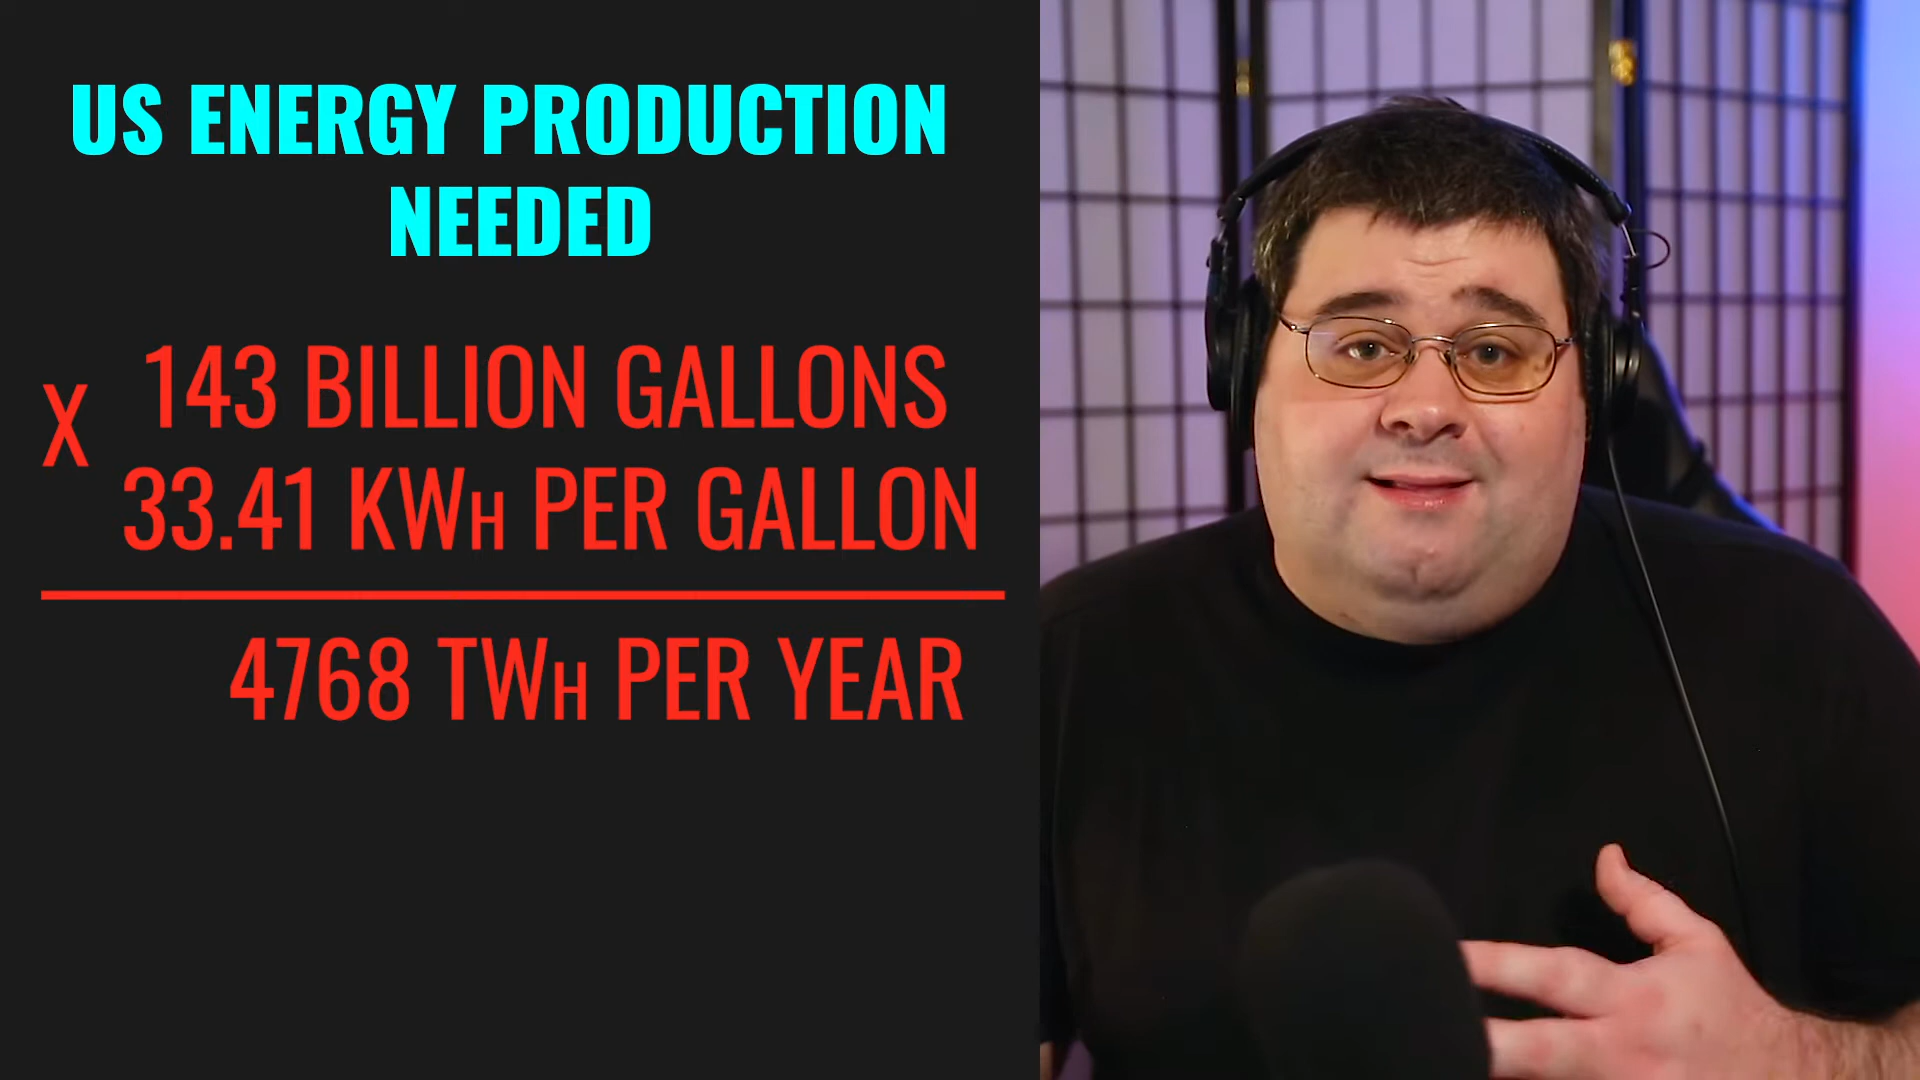 US ENERGY PRODUCTION
NEEDED
143 BILLION GALLONS
X
33.41 KWH PER GALLON
4768 TWH PER YEAR